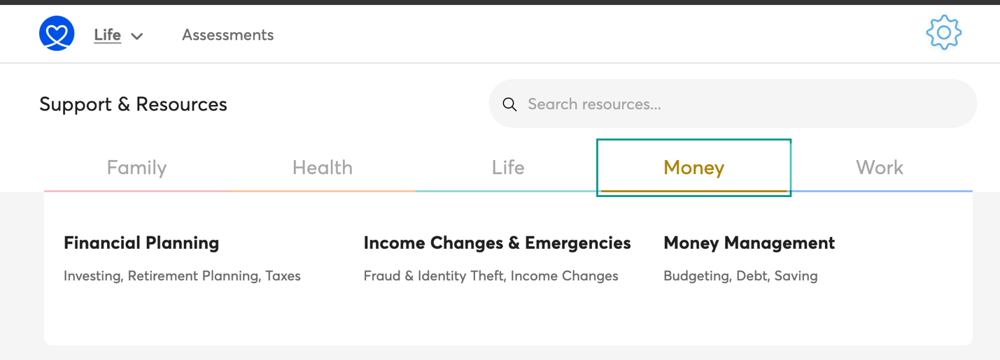 Life
Assessments
Support & Resources
Search resources...
Family
Health
Life
Money
Work
Financial Planning
Investing, Retirement Planning, Taxes
Income Changes & Emergencies
Fraud & Identity Theft, Income Changes
Money Management
Budgeting, Debt, Saving